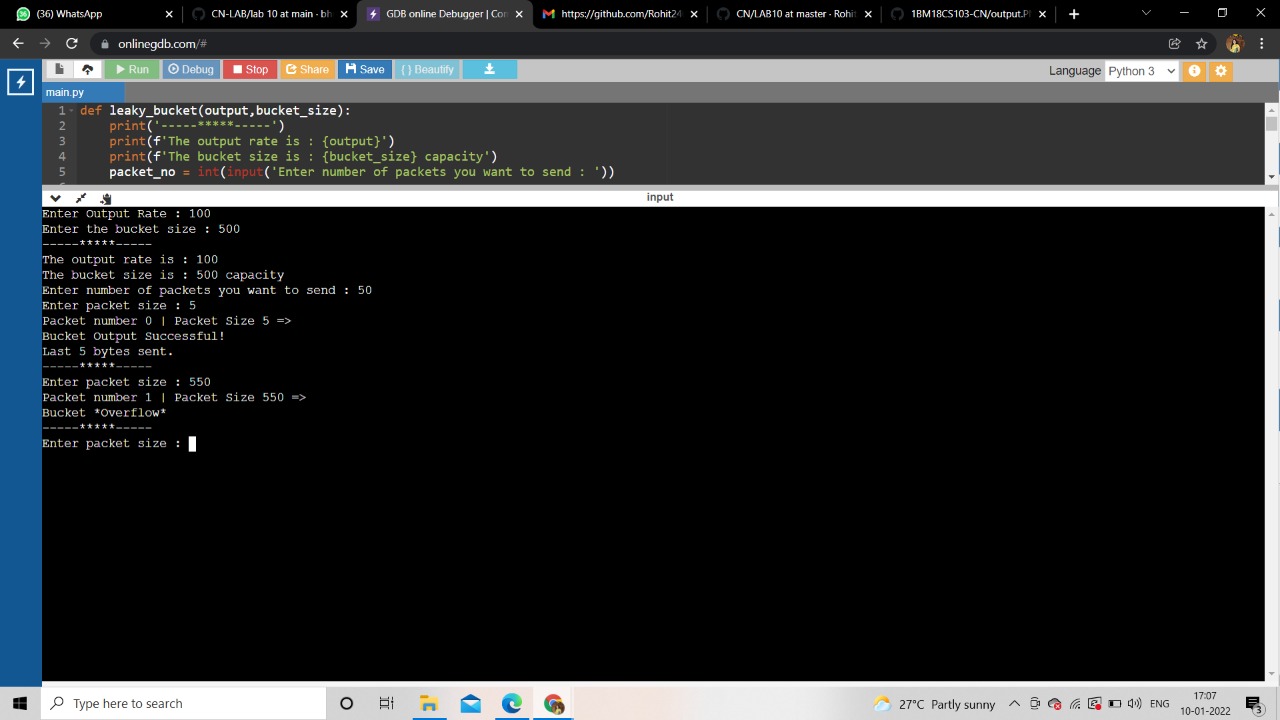 (36) WhatsApp
CN-LAB/lab 10 at main · bh
GDB online Debugger | Con
https://github.com/Rohit24
CN/LAB10 at master · Rohit
1BM18CS103-CN/output.P
onlinegdb.com/#
Run
Debug
Stop
Share
Save
{ } Beautify
Language Python 3
main.py
1 def leaky_bucket(output,bucket_size):
2 print('-----*****-----')
3 print(f'The output rate is : {output}')
4 print(f'The bucket size is : {bucket_size} capacity')
5 packet_no = int(input('Enter number of packets you want to send : '))
input
Enter Output Rate : 100
Enter the bucket size : 500
-----*****-----
The output rate is : 100
The bucket size is : 500 capacity
Enter number of packets you want to send : 50
Enter packet size : 5
Packet number 0 | Packet Size 5 =>
Bucket Output Successful!
Last 5 bytes sent.
-----*****-----
Enter packet size : 550
Packet number 1 | Packet Size 550 =>
Bucket *Overflow*
-----*****-----
Enter packet size :
Type here to search
27°C Partly sunny
ENG
17:07
10-01-2022
3